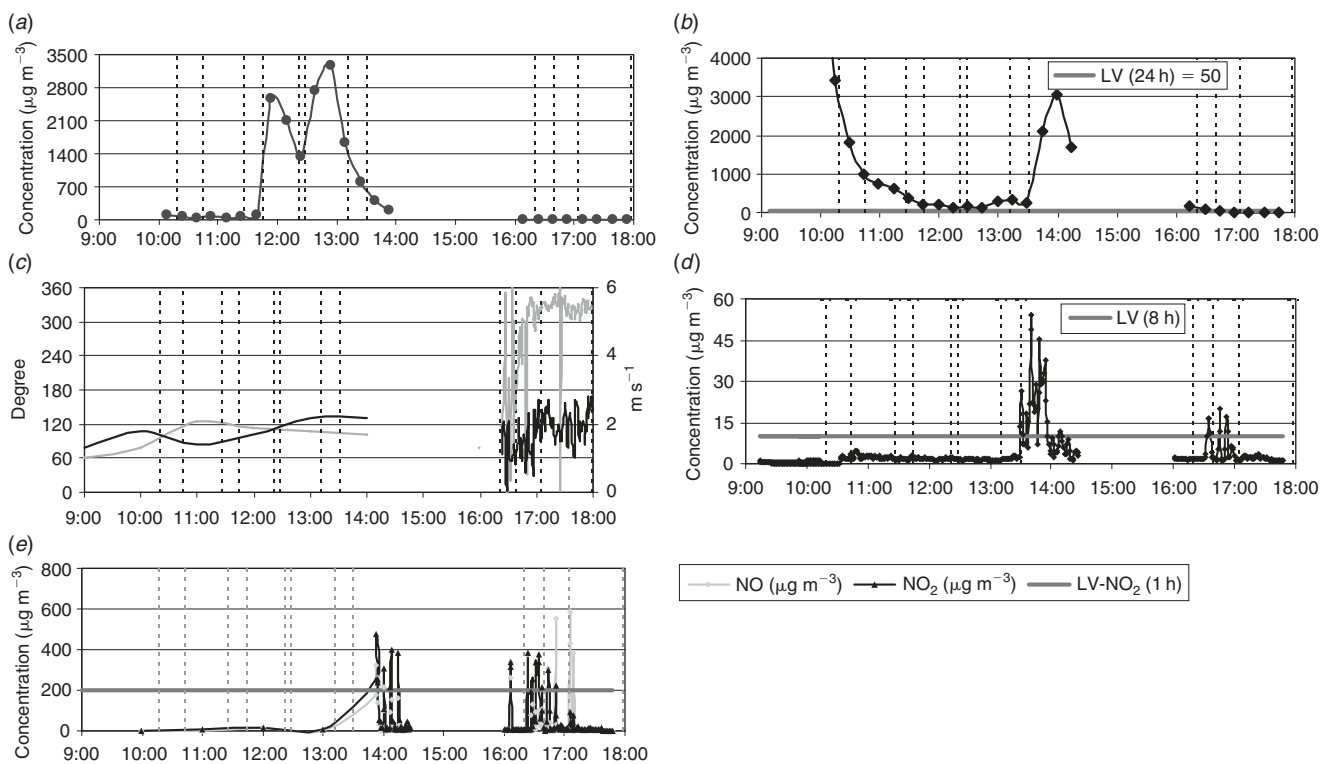 (a)
Concentration (μg m⁻³)
3500
2800
2100
1400
700
0
9:00 10:00 11:00 12:00 13:00 14:00 15:00 16:00 17:00 18:00
(b)
Concentration (μg m⁻³)
4000
3000
2000
1000
0
LV (24 h) = 50
9:00 10:00 11:00 12:00 13:00 14:00 15:00 16:00 17:00 18:00
(c)
Degree
360
300
240
180
120
60
0
6
4
2
0
m s⁻¹
9:00 10:00 11:00 12:00 13:00 14:00 15:00 16:00 17:00 18:00
(d)
Concentration (μg m⁻³)
60
45
30
15
0
LV (8 h)
9:00 10:00 11:00 12:00 13:00 14:00 15:00 16:00 17:00 18:00
(e)
Concentration (μg m⁻³)
800
600
400
200
0
9:00 10:00 11:00 12:00 13:00 14:00 15:00 16:00 17:00 18:00
NO (μg m⁻³) NO₂ (μg m⁻³) LV-NO₂ (1 h)